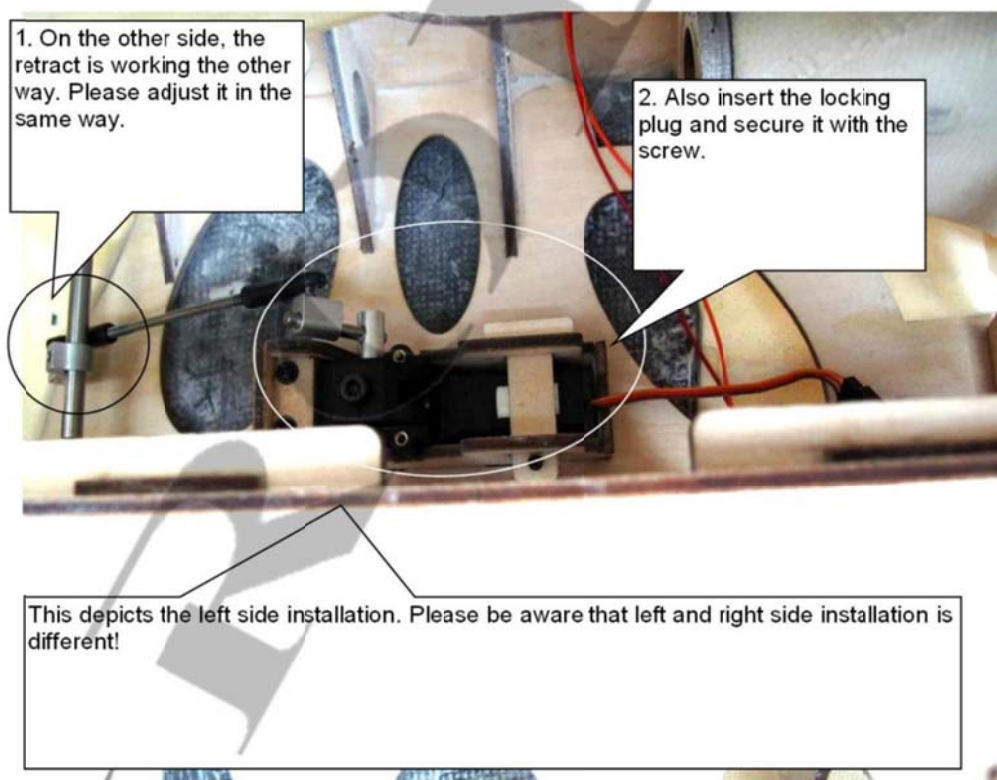 1. On the other side, the
retract is working the other
way. Please adjust it in the
same way.
2. Also insert the locking
plug and secure it with the
screw.
This depicts the left side installation. Please be aware that left and right side installation is
different!